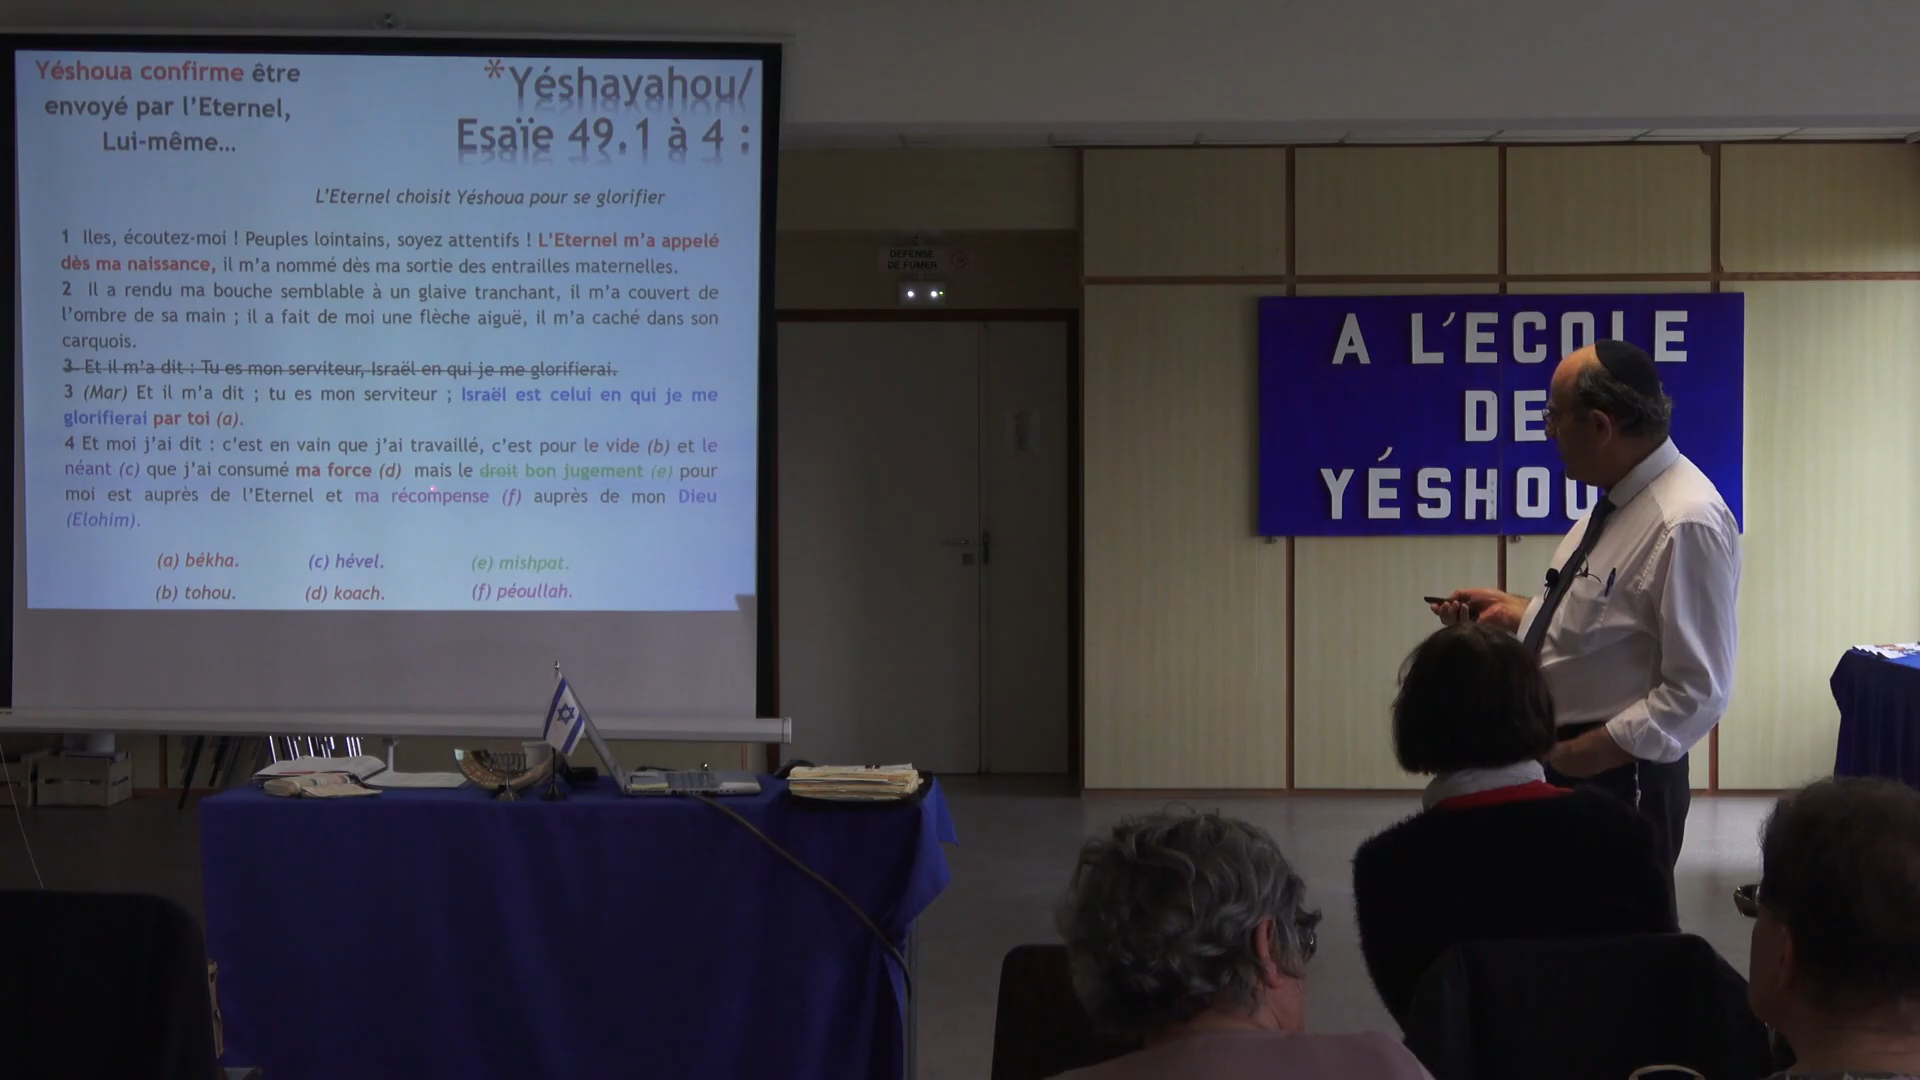 Yéshoua confirme être
envoyé par l'Eternel,
Lui-même...
*Yéshayahou/
Esaïe 49.1 à 4 :
L'Eternel choisit Yéshoua pour se glorifier
1 Iles, écoutez-moi ! Peuples lointains, soyez attentifs ! L'Eternel m'a appelé
dès ma naissance, il m'a nommé dès ma sortie des entrailles maternelles.
2 Il a rendu ma bouche semblable à un glaive tranchant, il m'a couvert de
l'ombre de sa main ; il a fait de moi une flèche aiguë, il m'a caché dans son
carquois.
3 Et il m'a dit : Tu es mon serviteur, Israël en qui je me glorifierai.
3 (Mar) Et il m'a dit ; tu es mon serviteur ; Israël est celui en qui je me
glorifierai par toi (a).
4 Et moi j'ai dit : c'est en vain que j'ai travaillé, c'est pour le vide (b) et le
néant (c) que j'ai consumé ma force (d) mais le droit bon jugement (e) pour
moi est auprès de l'Eternel et ma récompense (f) auprès de mon Dieu
(Elohim).
(a) békha. (c) hével. (e) mishpat.
(b) tohou. (d) koach. (f) péoullah.
DEFENSE
DE FUMER
A L'ECOLE
DE
YÉSHOU